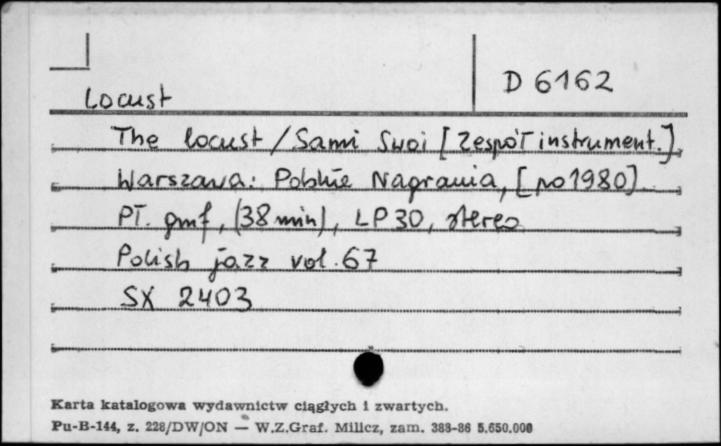 D 6162
Locust
The locust / Sami Swoi [Zespół instrument.]
Warszawa: Polskie Nagrania, [po 1980]
Pł. gmf, (38 min), LP 30, stereo
Polish jazz vol. 67
SX 2403
Karta katalogowa wydawnictw ciągłych i zwartych.
Pu-B-144, z. 228/DW/ON — W.Z.Graf. Milicz, zam. 388-86 5.650.000